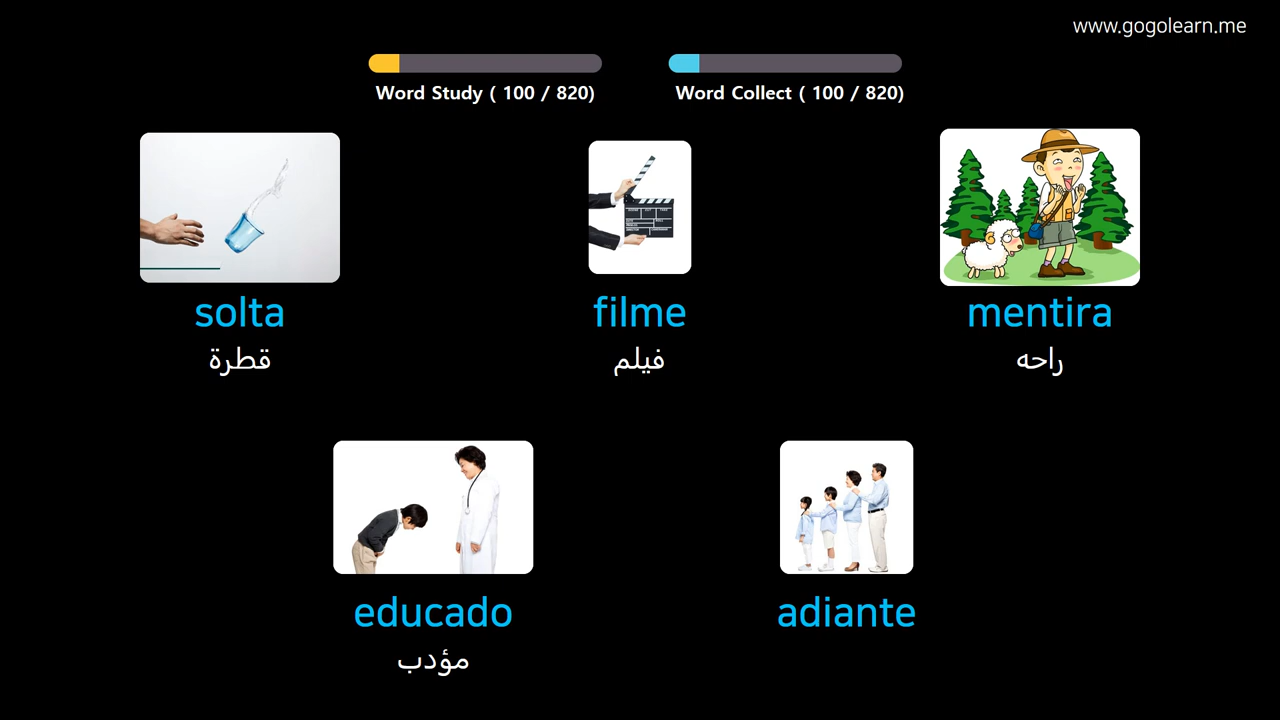 www.gogolearn.me
Word Study ( 100 / 820)
Word Collect ( 100 / 820)
solta
قطرة
filme
فيلم
mentira
راحه
educado
مؤدب
adiante